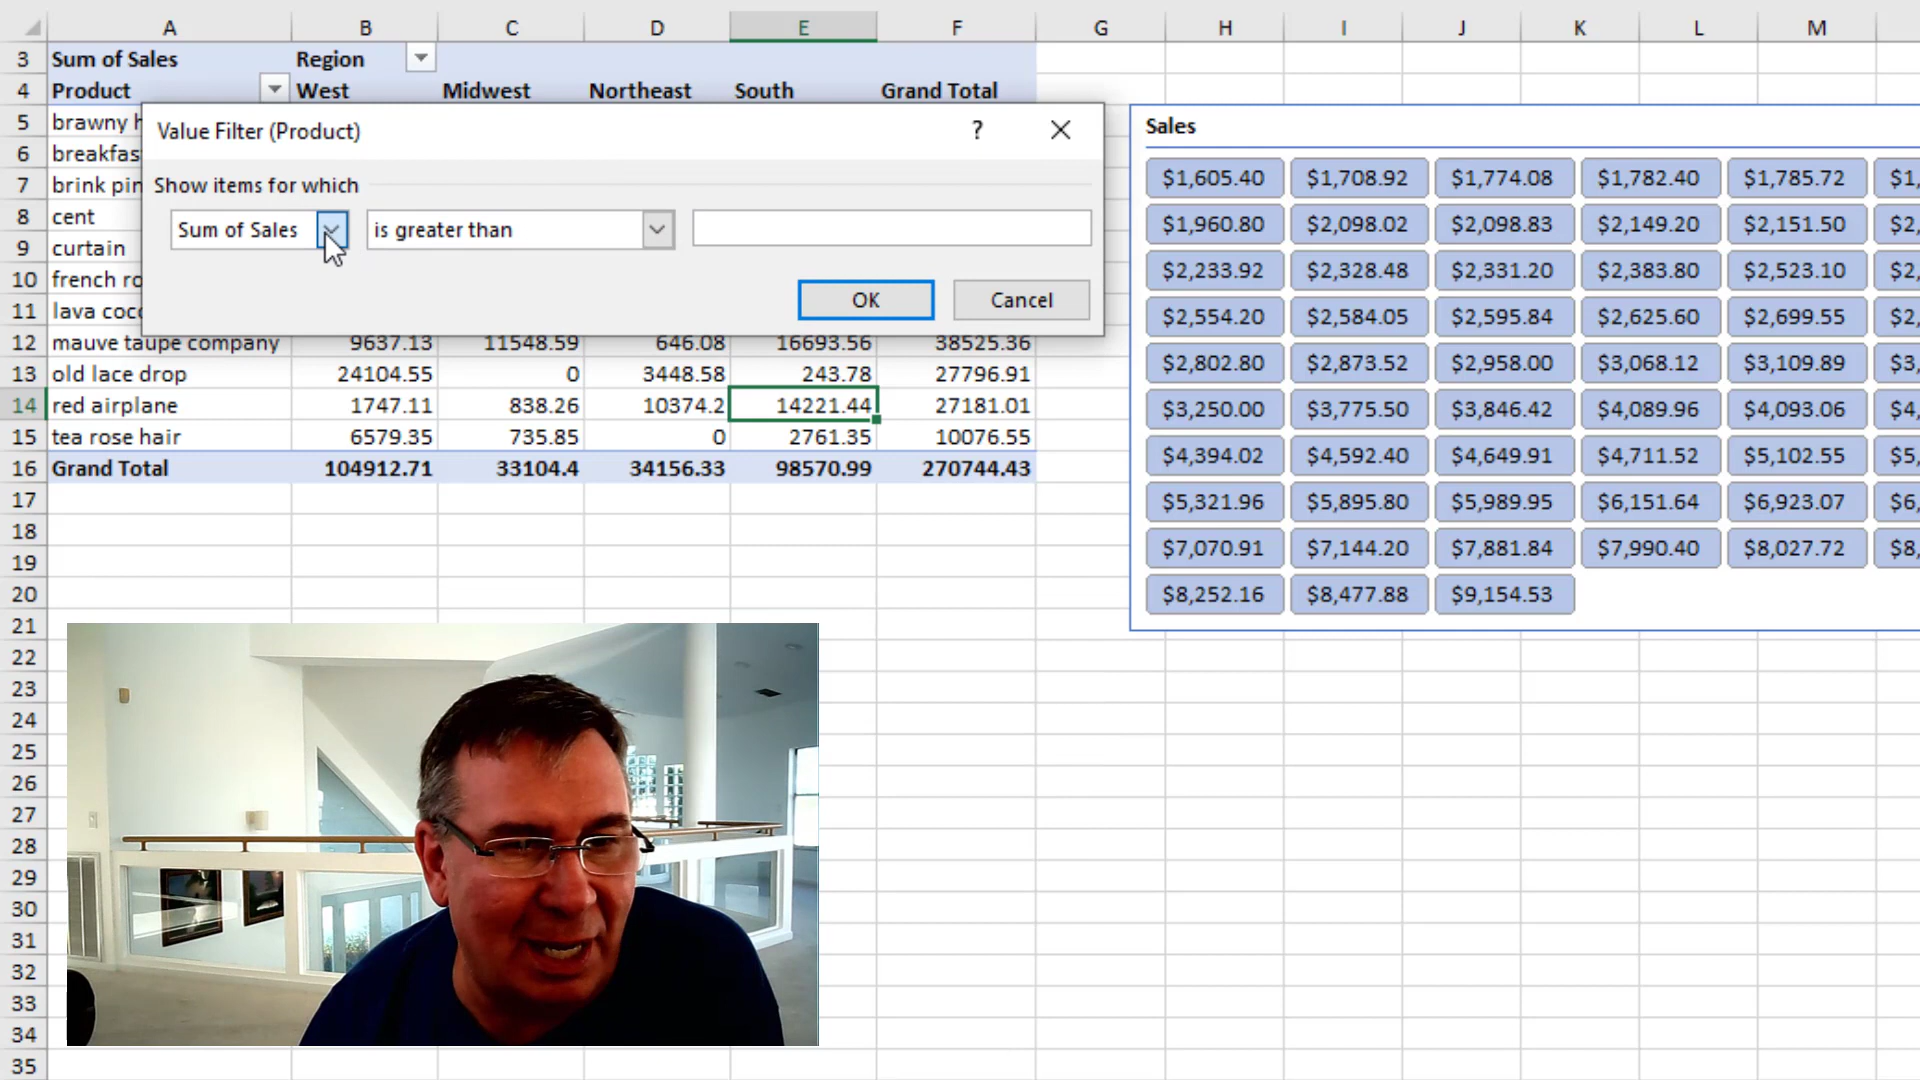 A B C D E F G H I J K L M
3 Sum of Sales Region
4 Product West Midwest Northeast South Grand Total
5 brawny
6
7 brink
8 cent
9 curtain
10 french
11 lava
Value Filter (Product) ?
Show items for which
Sum of Sales is greater than
OK Cancel
12 mauve taupe company 9637.13 11548.59 646.08 16693.56 38525.36
13 old lace drop 24104.55 0 3448.58 243.78 27796.91
14 red airplane 1747.11 838.26 10374.2 14221.44 27181.01
15 tea rose hair 6579.35 735.85 0 2761.35 10076.55
16 Grand Total 104912.71 33104.4 34156.33 98570.99 270744.43
17
18
19
20
21
22
23
24
25
26
27
28
29
30
31
32
33
34
35
Sales
$1,605.40 $1,708.92 $1,774.08 $1,782.40 $1,785.72
$1,960.80 $2,098.02 $2,098.83 $2,149.20 $2,151.50
$2,233.92 $2,328.48 $2,331.20 $2,383.80 $2,523.10
$2,554.20 $2,584.05 $2,595.84 $2,625.60 $2,699.55
$2,802.80 $2,873.52 $2,958.00 $3,068.12 $3,109.89
$3,250.00 $3,775.50 $3,846.42 $4,089.96 $4,093.06
$4,394.02 $4,592.40 $4,649.91 $4,711.52 $5,102.55
$5,321.96 $5,895.80 $5,989.95 $6,151.64 $6,923.07
$7,070.91 $7,144.20 $7,881.84 $7,990.40 $8,027.72
$8,252.16 $8,477.88 $9,154.53